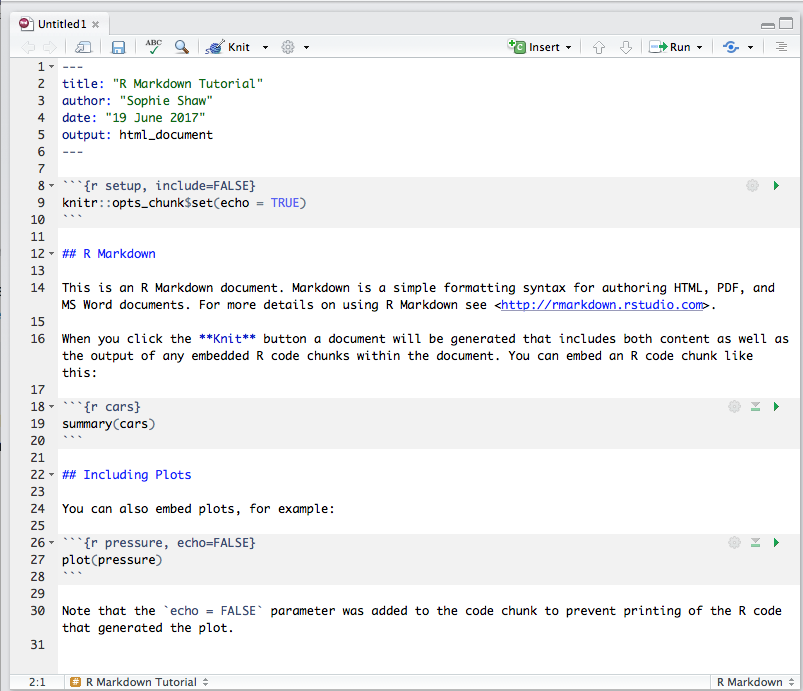 Untitled1
ABC
Knit
Insert
Run
1 ---
2 title: "R Markdown Tutorial"
3 author: "Sophie Shaw"
4 date: "19 June 2017"
5 output: html_document
6 ---
7
8 ```{r setup, include=FALSE}
9 knitr::opts_chunk$set(echo = TRUE)
10 ```
11
12 ## R Markdown
13
14 This is an R Markdown document. Markdown is a simple formatting syntax for authoring HTML, PDF, and
MS Word documents. For more details on using R Markdown see <http://rmarkdown.rstudio.com>.
15
16 When you click the **Knit** button a document will be generated that includes both content as well as
the output of any embedded R code chunks within the document. You can embed an R code chunk like
this:
17
18 ```{r cars}
19 summary(cars)
20 ```
21
22 ## Including Plots
23
24 You can also embed plots, for example:
25
26 ```{r pressure, echo=FALSE}
27 plot(pressure)
28 ```
29
30 Note that the `echo = FALSE` parameter was added to the code chunk to prevent printing of the R code
that generated the plot.
31
2:1 # R Markdown Tutorial R Markdown